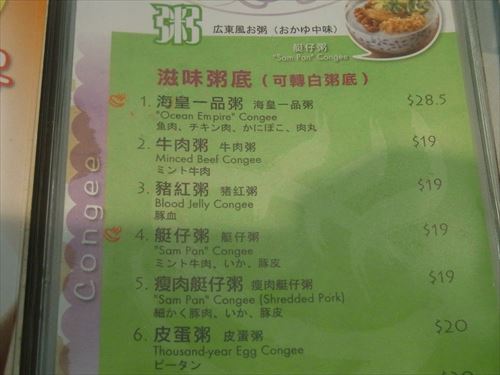 粥 広東風お粥（おかゆ中味）
艇仔粥
"Sam Pan" Congee
滋味粥底（可轉白粥底）
1. 海皇一品粥 海皇一品粥 $28.5
"Ocean Empire" Congee
魚肉、チキン肉、かにぼこ、肉丸
2. 牛肉粥 牛肉粥 $19
Minced Beef Congee
ミント牛肉
3. 豬紅粥 猪紅粥 $19
Blood Jelly Congee
豚血
4. 艇仔粥 艇仔粥 $19
"Sam Pan" Congee
ミント牛肉、いか、豚皮
5. 瘦肉艇仔粥 瘦肉艇仔粥 $19
"Sam Pan" Congee (Shredded Pork)
細かく豚肉、いか、豚皮
6. 皮蛋粥 皮蛋粥 $20
Thousand-year Egg Congee
ピータン
Congee